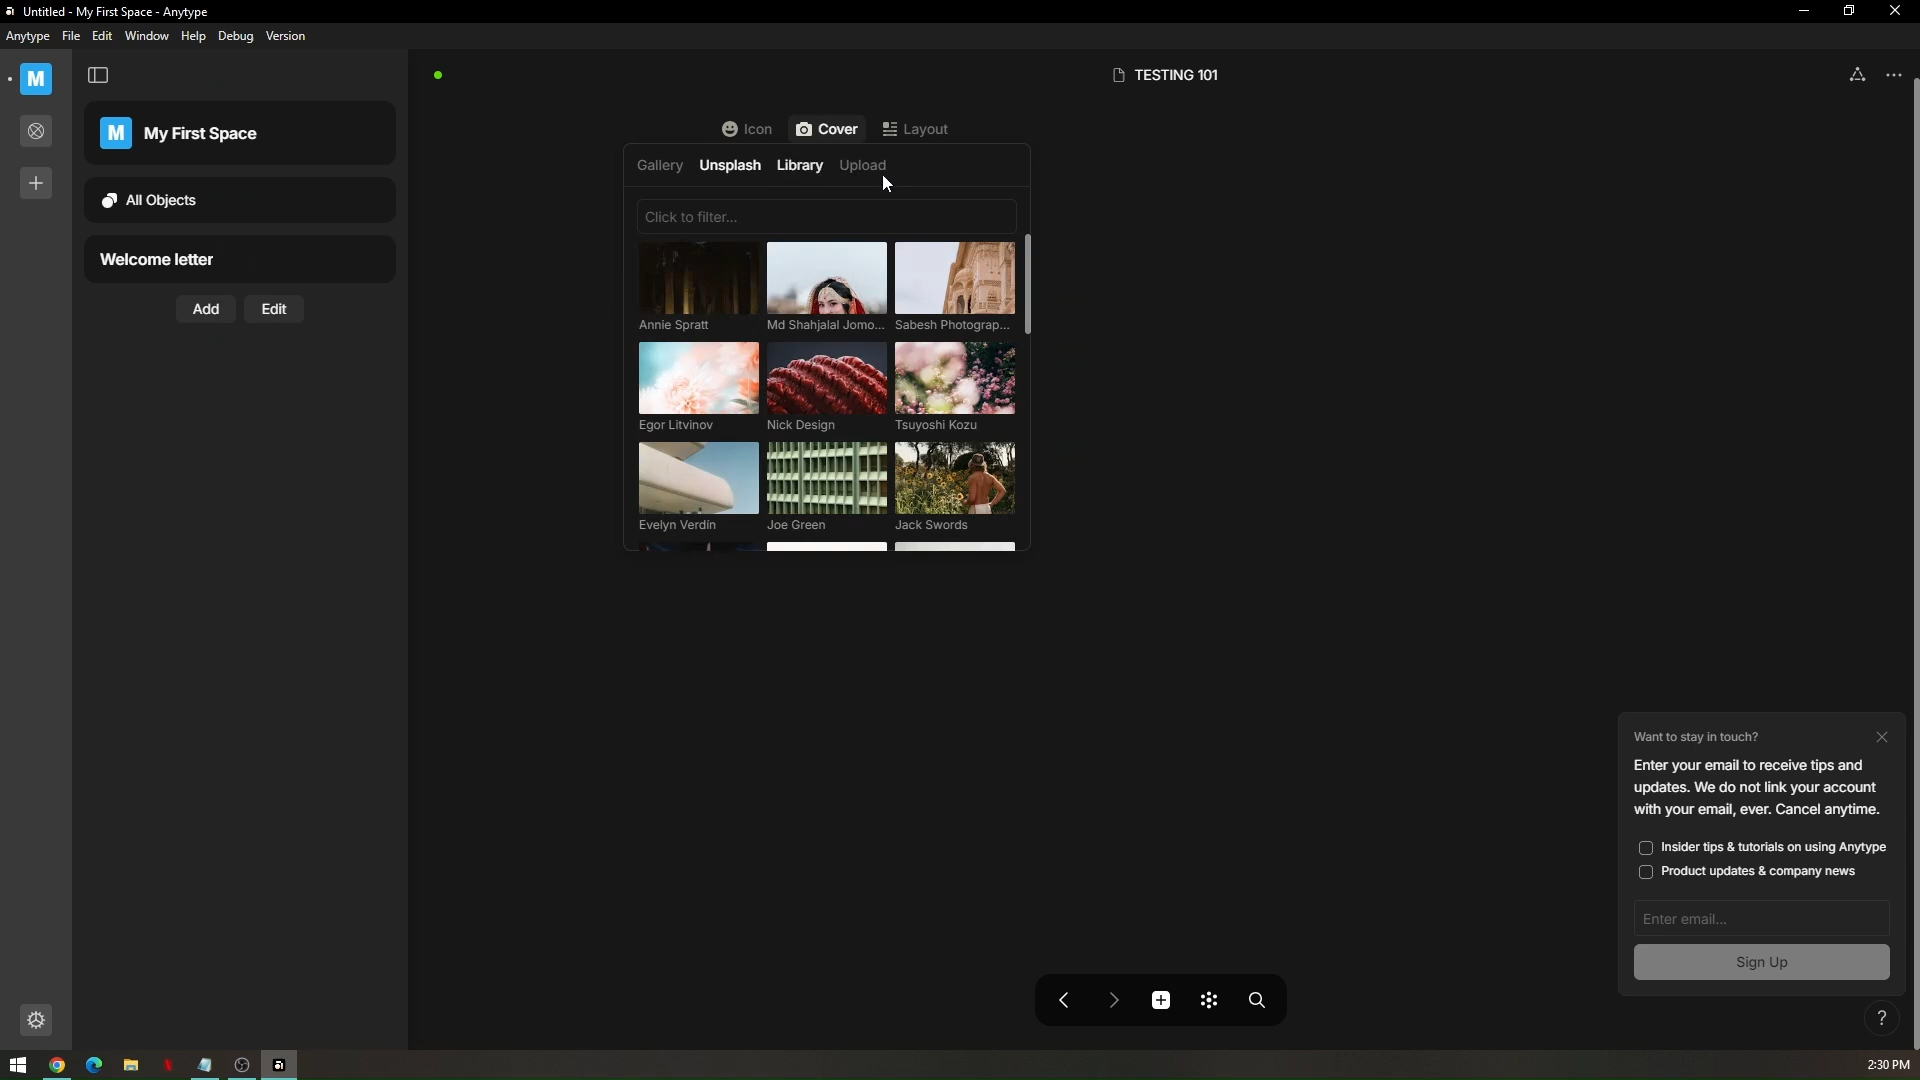 Untitled - My First Space - Anytype
Anytype File Edit Window Help Debug Version
M
TESTING 101
M My First Space
Icon Cover Layout
Gallery Unsplash Library Upload
All Objects
Click to filter...
Welcome letter
Add Edit
Annie Spratt Md Shahjalal Jomo... Sabesh Photograp...
Egor Litvinov Nick Design Tsuyoshi Kozu
Evelyn Verdín Joe Green Jack Swords
Want to stay in touch?
Enter your email to receive tips and
updates. We do not link your account
with your email, ever. Cancel anytime.
Insider tips & tutorials on using Anytype
Product updates & company news
Enter email...
Sign Up
?
2:30 PM